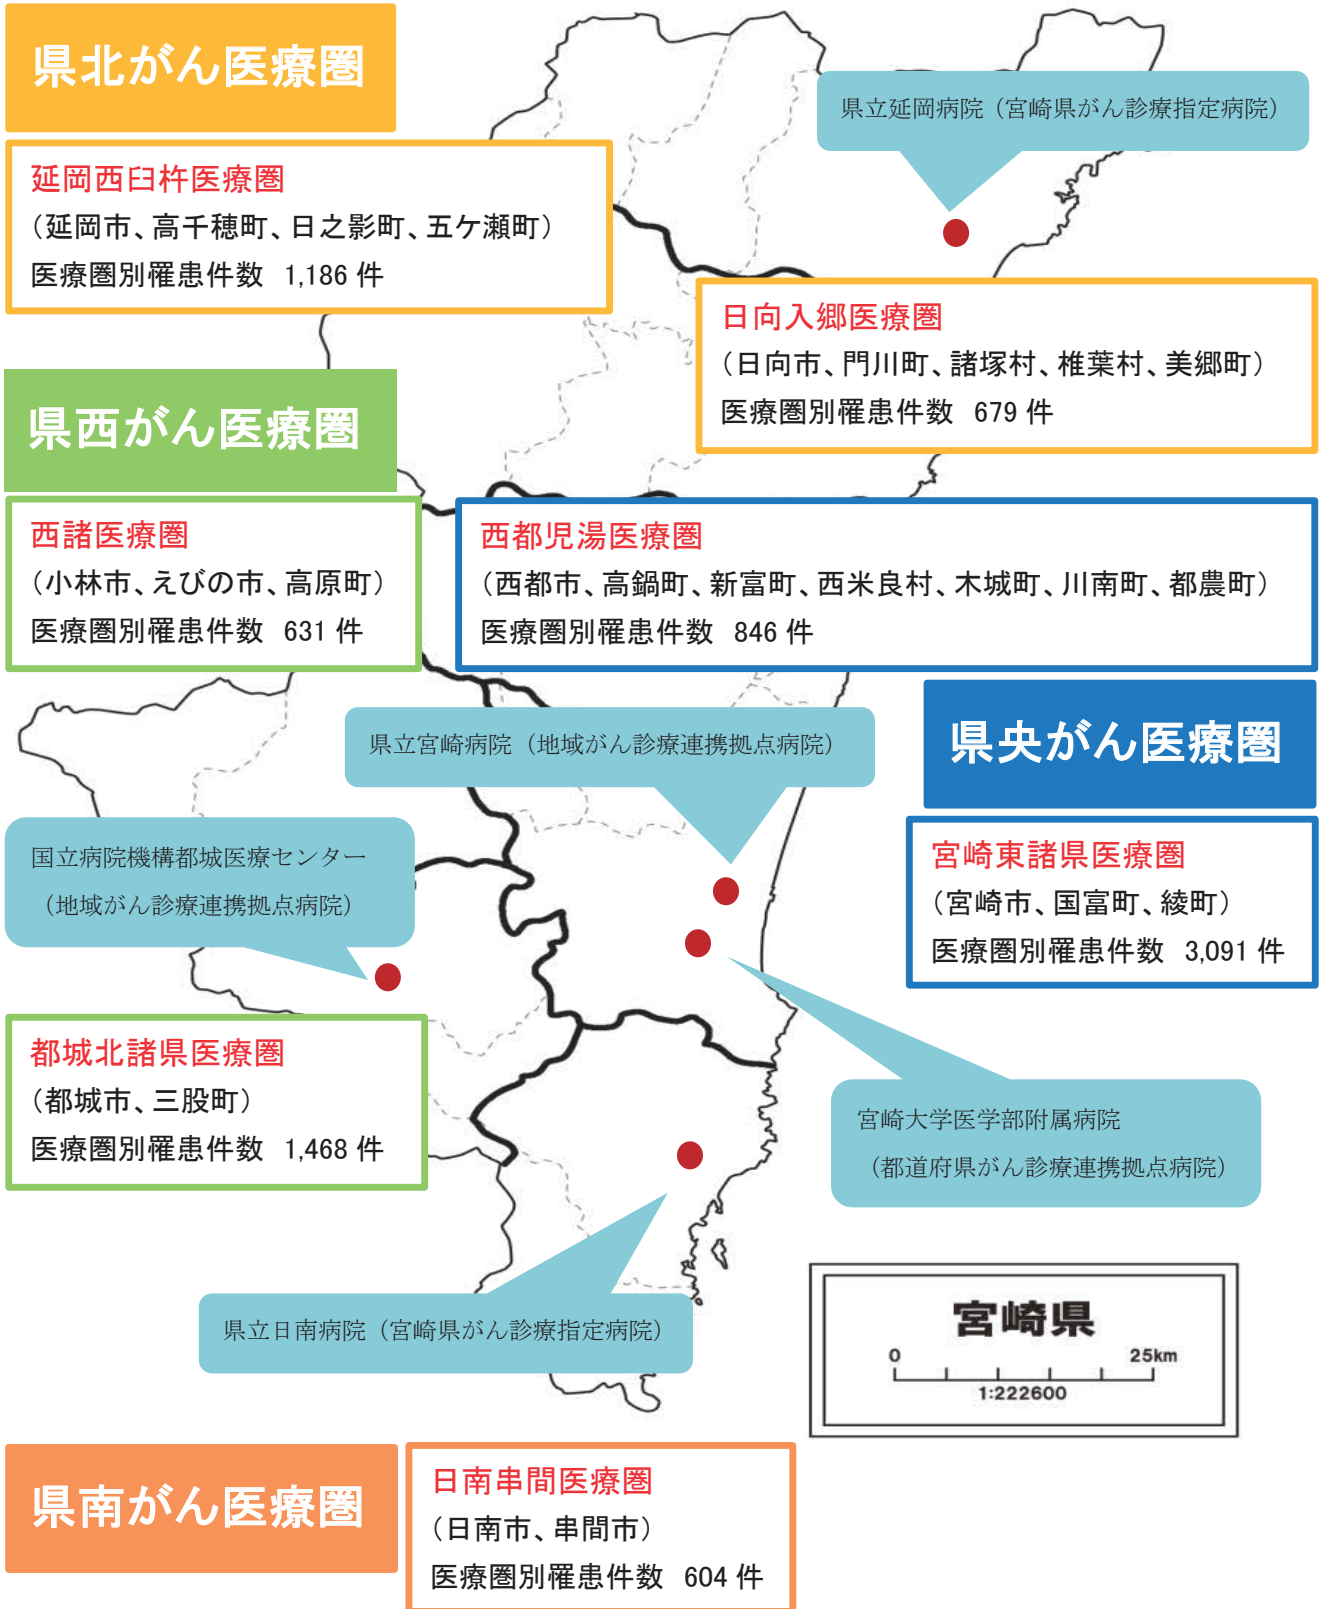 県北がん医療圏
県立延岡病院（宮崎県がん診療指定病院）
延岡西臼杵医療圏
（延岡市、高千穂町、日之影町、五ケ瀬町）
医療圏別罹患件数 1,186 件
日向入郷医療圏
（日向市、門川町、諸塚村、椎葉村、美郷町）
医療圏別罹患件数 679 件
県西がん医療圏
西諸医療圏
（小林市、えびの市、高原町）
医療圏別罹患件数 631 件
西都児湯医療圏
（西都市、高鍋町、新富町、西米良村、木城町、川南町、都農町）
医療圏別罹患件数 846 件
県立宮崎病院（地域がん診療連携拠点病院）
県央がん医療圏
国立病院機構都城医療センター
（地域がん診療連携拠点病院）
宮崎東諸県医療圏
（宮崎市、国富町、綾町）
医療圏別罹患件数 3,091 件
都城北諸県医療圏
（都城市、三股町）
医療圏別罹患件数 1,468 件
宮崎大学医学部附属病院
（都道府県がん診療連携拠点病院）
県立日南病院（宮崎県がん診療指定病院）
宮崎県
0 25km
1:222600
県南がん医療圏
日南串間医療圏
（日南市、串間市）
医療圏別罹患件数 604 件